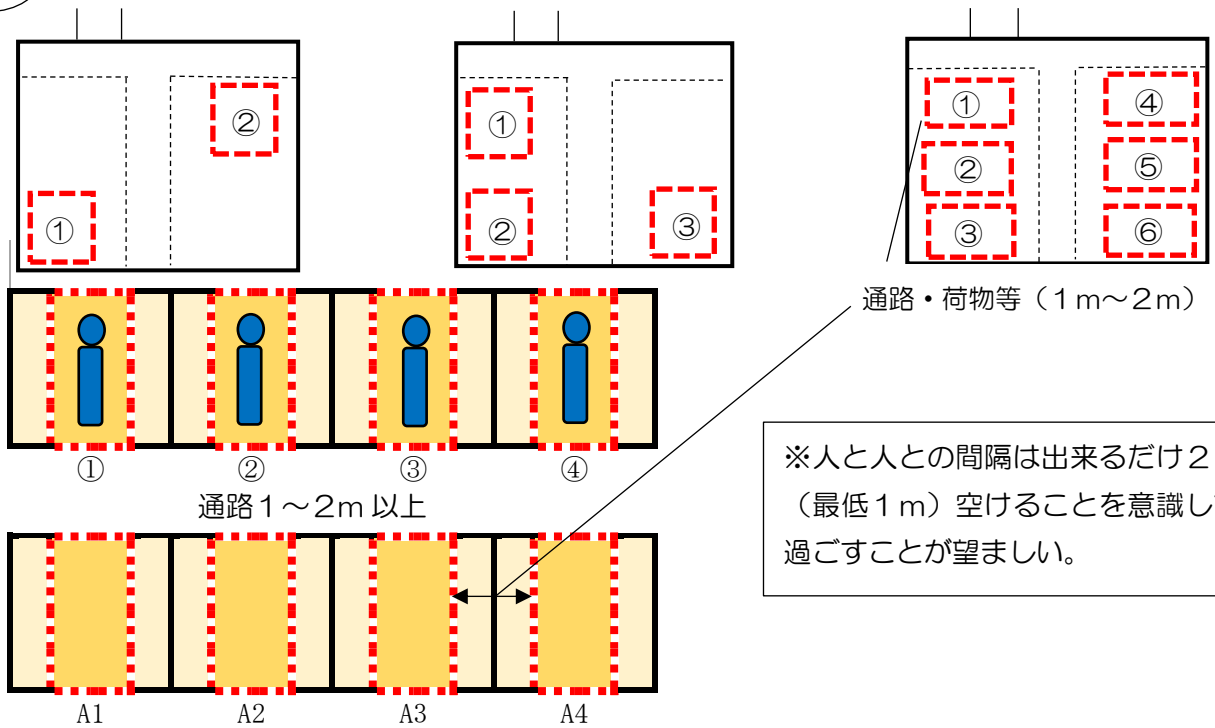 ②
①
①
②
③
①
④
②
⑤
③
⑥
通路・荷物等（１ｍ～２ｍ）
①
②
③
④
通路１～２ｍ以上
※人と人との間隔は出来るだけ２
（最低１ｍ）空けることを意識し
過ごすことが望ましい。
A1
A2
A3
A4